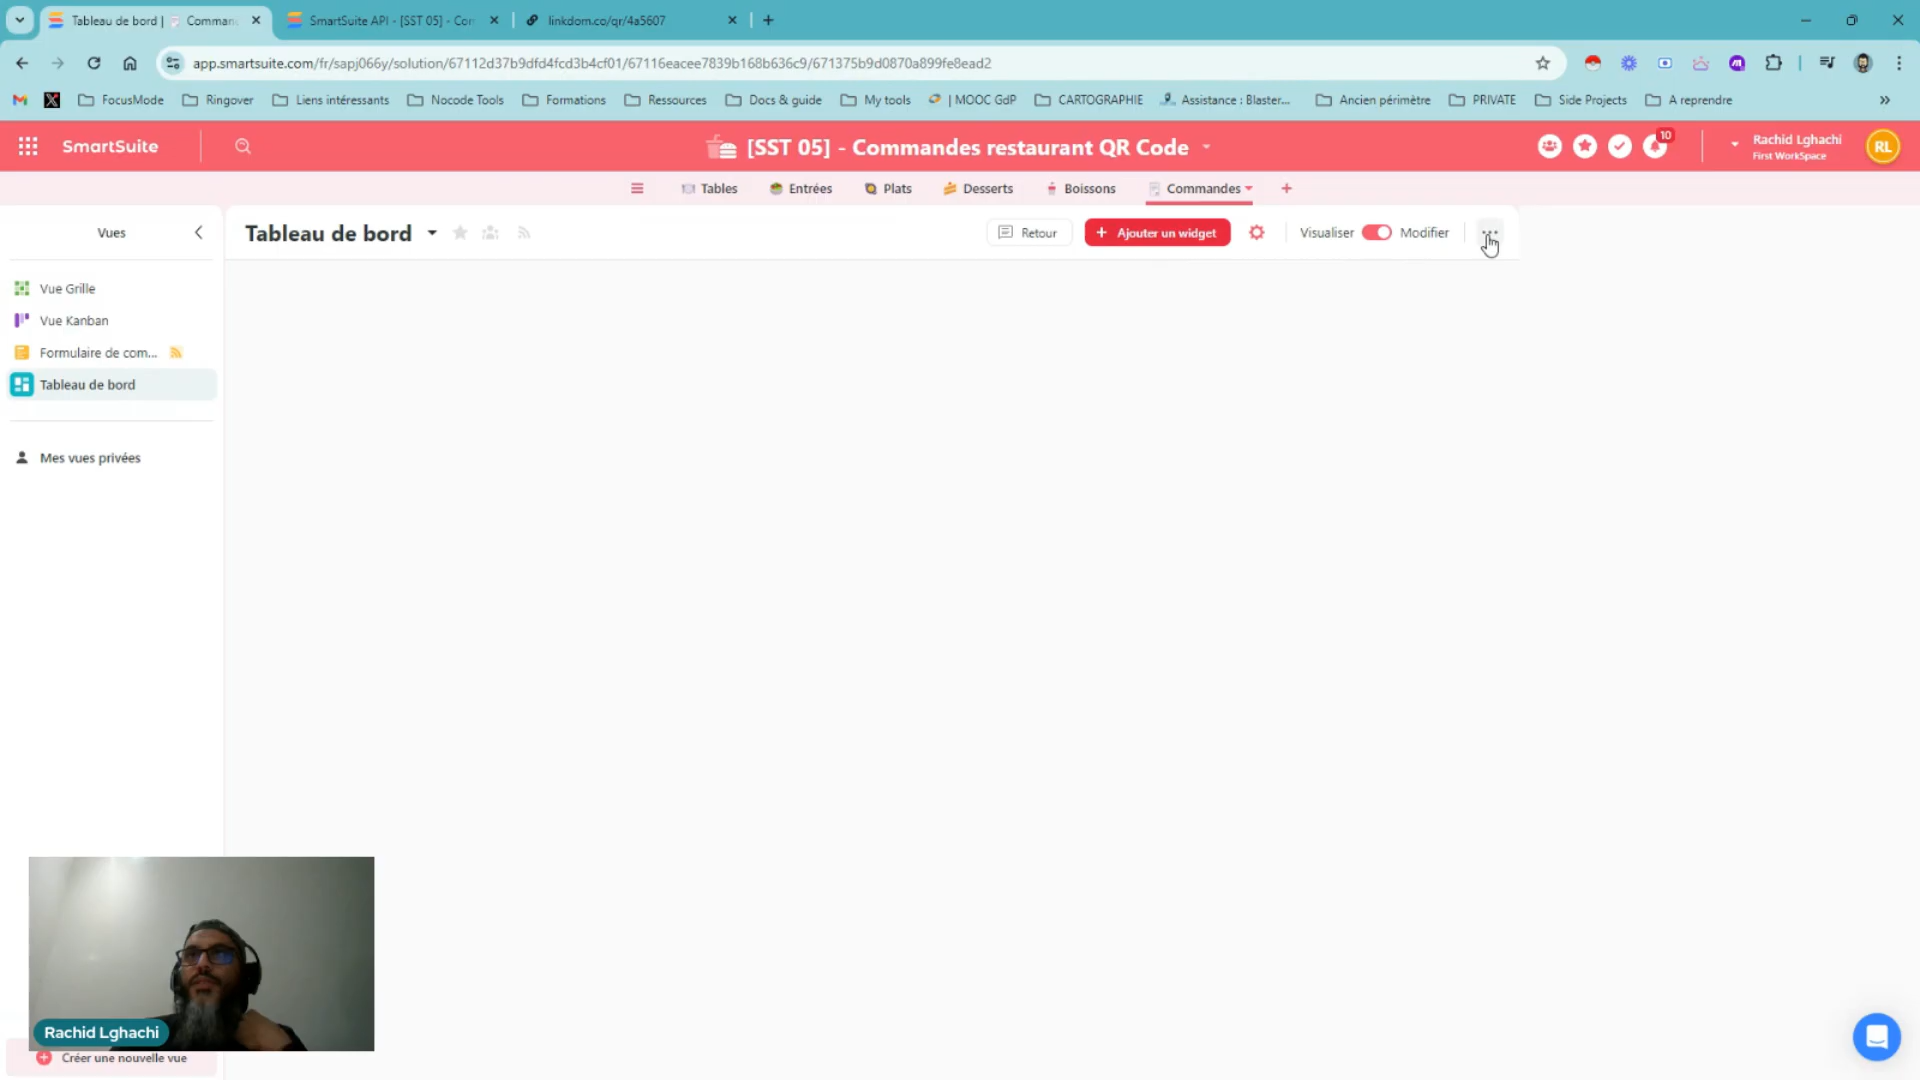 Tableau de bord | Comman
SmartSuite API - [SST 05] - Con
linkdom.co/qr/4a5607
app.smartsuite.com/fr/sapj066y/solution/67112d37b9dfd4fcd3b4cf01/67116eacee7839b168b636c9/671375b9d0870a899fe8ead2
FocusMode
Ringover
Liens intéressants
Nocode Tools
Formations
Ressources
Docs & guide
My tools
| MOOC GdP
CARTOGRAPHIE
Assistance : Blaster...
Ancien périmètre
PRIVATE
Side Projects
A reprendre
SmartSuite
[SST 05] - Commandes restaurant QR Code
10
Rachid Lghachi
First WorkSpace
RL
Tables
Entrées
Plats
Desserts
Boissons
Commandes
Vues
Tableau de bord
Retour
+ Ajouter un widget
Visualiser
Modifier
Vue Grille
Vue Kanban
Formulaire de com...
Tableau de bord
Mes vues privées
Rachid Lghachi
Créer une nouvelle vue